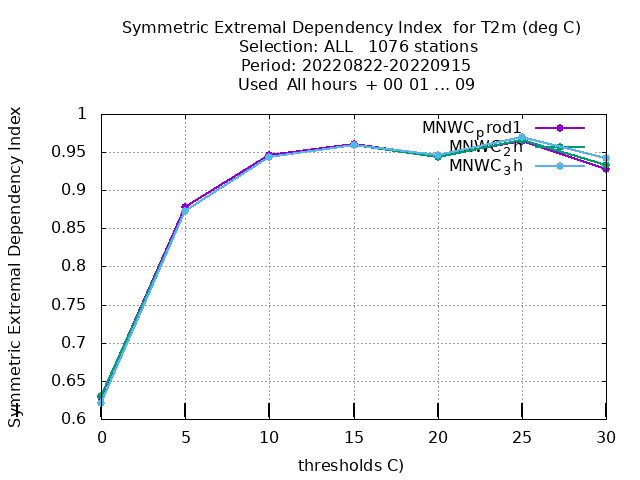 Symmetric Extremal Dependency Index  for T2m (deg C)
Selection: ALL   1076 stations
Period: 20220822-20220915
Used  All hours  + 00 01 ... 09
Symmetric Extremal Dependency Index
1
0.95
0.9
0.85
0.8
0.75
0.7
0.65
0.6
MNWCprod1
MNWC2h
MNWC3h
0 5 10 15 20 25 30
thresholds C)